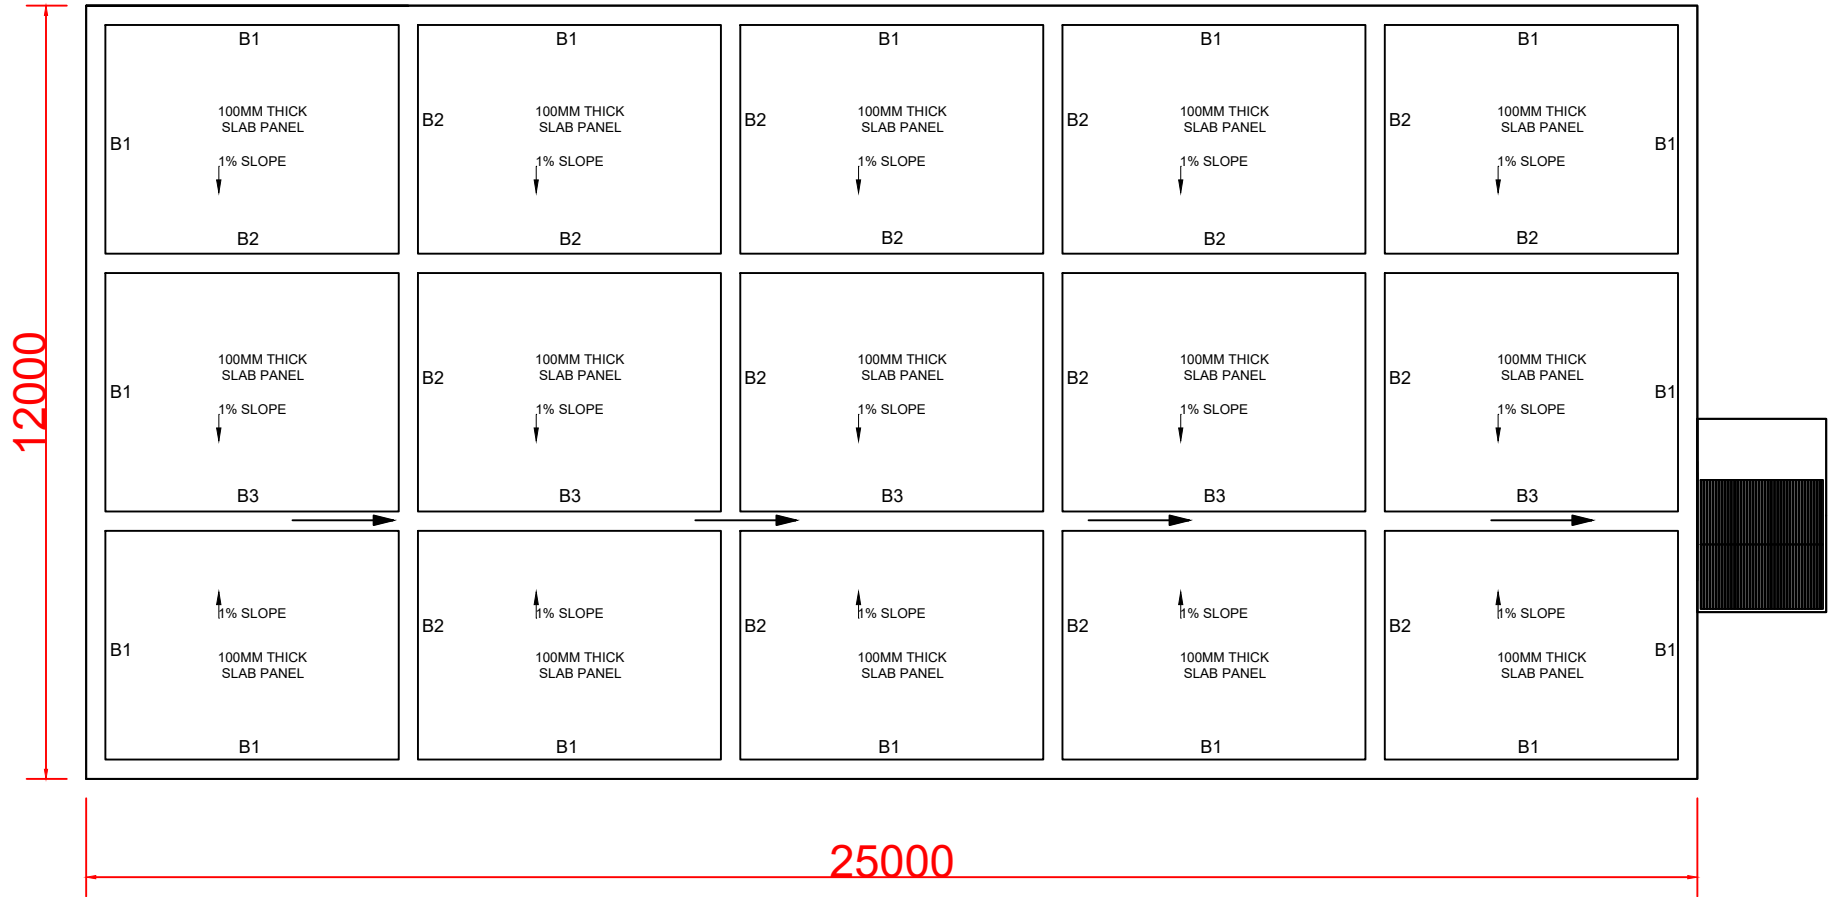 B1 B1 B1 B1 B1
100MM THICK 100MM THICK 100MM THICK 100MM THICK 100MM THICK
B2 B2 B2 B2
SLAB PANEL SLAB PANEL SLAB PANEL SLAB PANEL SLAB PANEL
B1 B1
1% SLOPE 1% SLOPE 1% SLOPE 1% SLOPE 1% SLOPE
B2 B2 B2 B2 B2
100MM THICK 100MM THICK 100MM THICK 100MM THICK 100MM THICK
SLAB PANEL SLAB PANEL SLAB PANEL SLAB PANEL SLAB PANEL
B1 B2 B2 B2 B2 B1
12000
1% SLOPE 1% SLOPE 1% SLOPE 1% SLOPE 1% SLOPE
B3 B3 B3 B3 B3
1% SLOPE 1% SLOPE 1% SLOPE 1% SLOPE 1% SLOPE
B2 B2 B2 B2
B1 B1
100MM THICK 100MM THICK 100MM THICK 100MM THICK 100MM THICK
SLAB PANEL SLAB PANEL SLAB PANEL SLAB PANEL SLAB PANEL
B1 B1 B1 B1 B1
25000